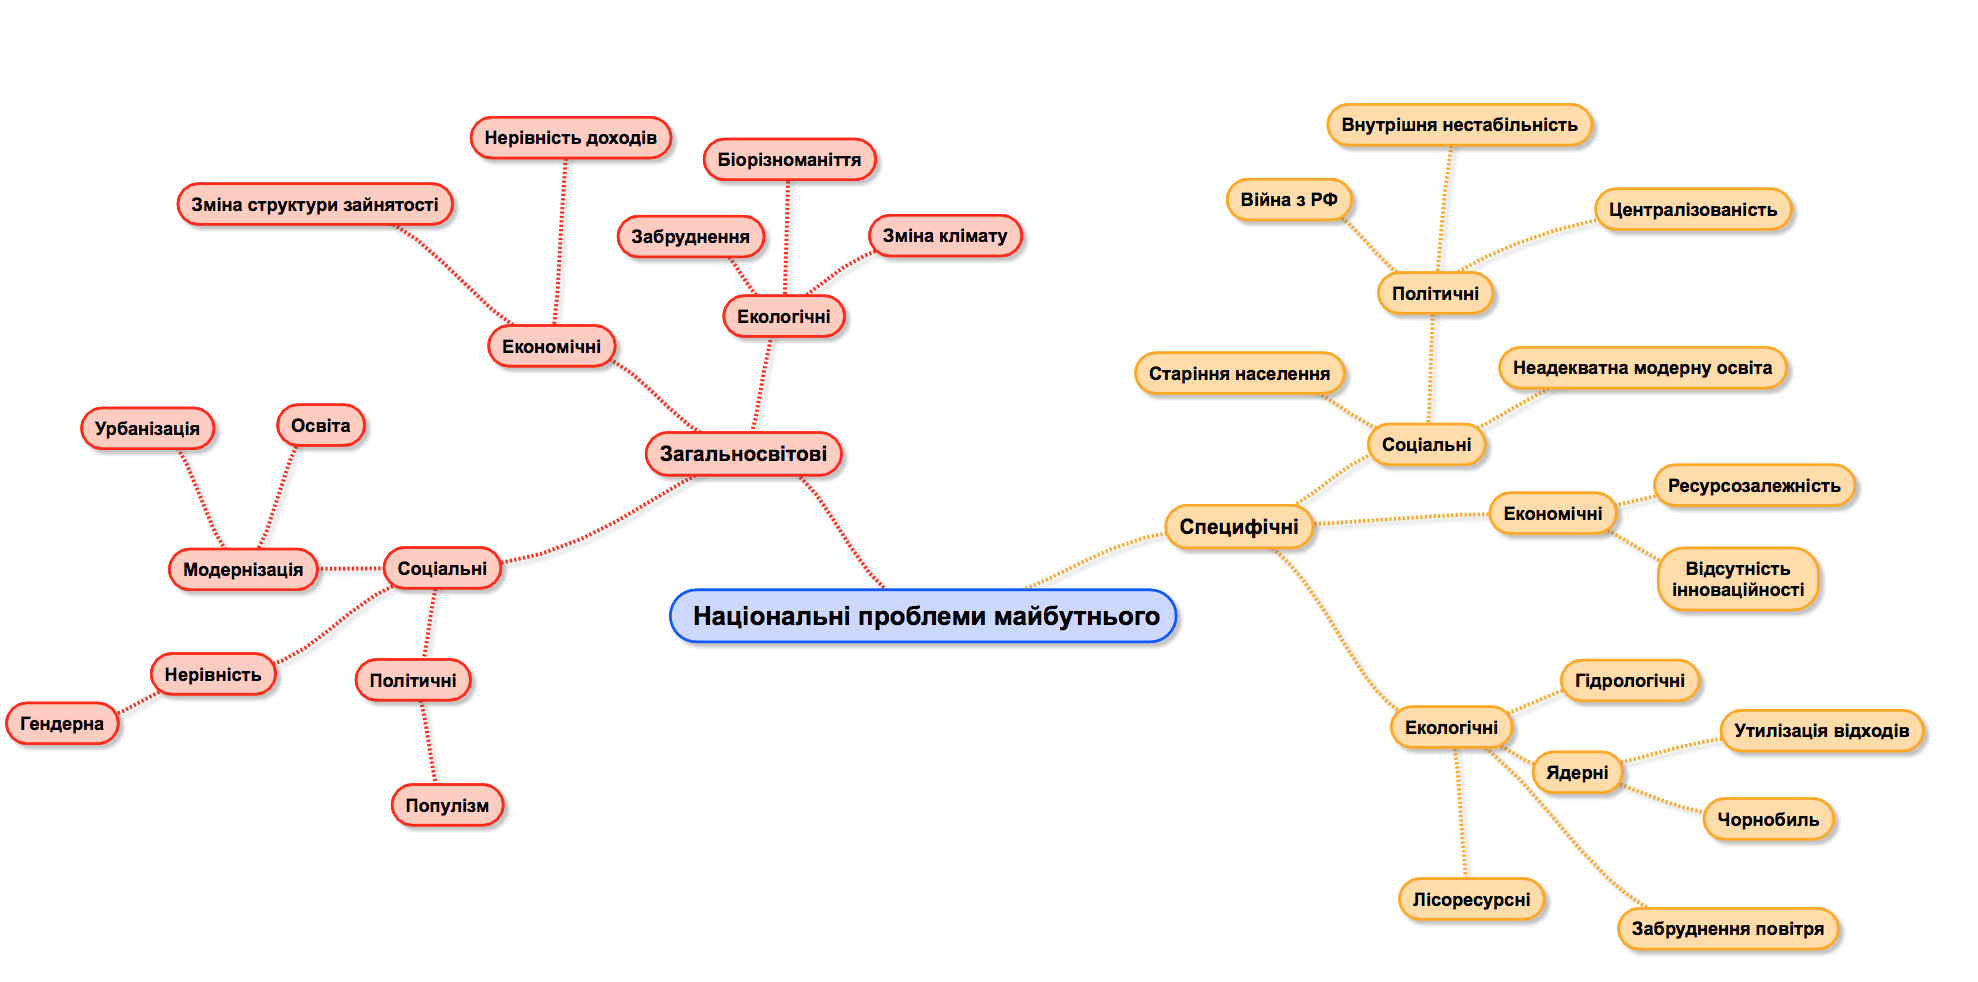 Внутрішня нестабільність
Нерівність доходів
Біорізноманіття
Війна з РФ
Зміна структури зайнятості
Централізованість
Забруднення
Зміна клімату
Політичні
Екологічні
Економічні
Старіння населення
Неадекватна модерну освіта
Урбанізація
Освіта
Загальносвітові
Соціальні
Ресурсозалежність
Специфічні
Економічні
Модернізація
Соціальні
Відсутність
інноваційності
Національні проблеми майбутнього
Нерівність
Політичні
Гідрологічні
Гендерна
Екологічні
Утилізація відходів
Ядерні
Популізм
Чорнобиль
Лісоресурсні
Забруднення повітря